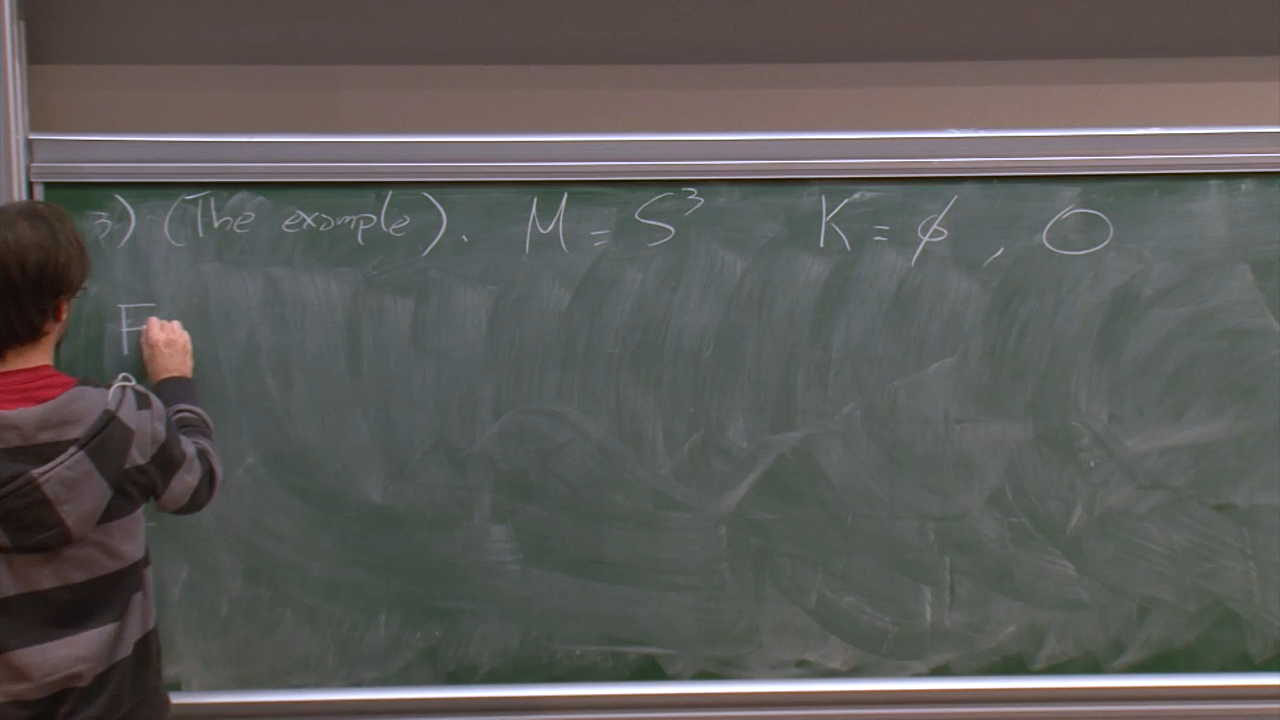 3) (The example). M = S³ K = ∅, O
F